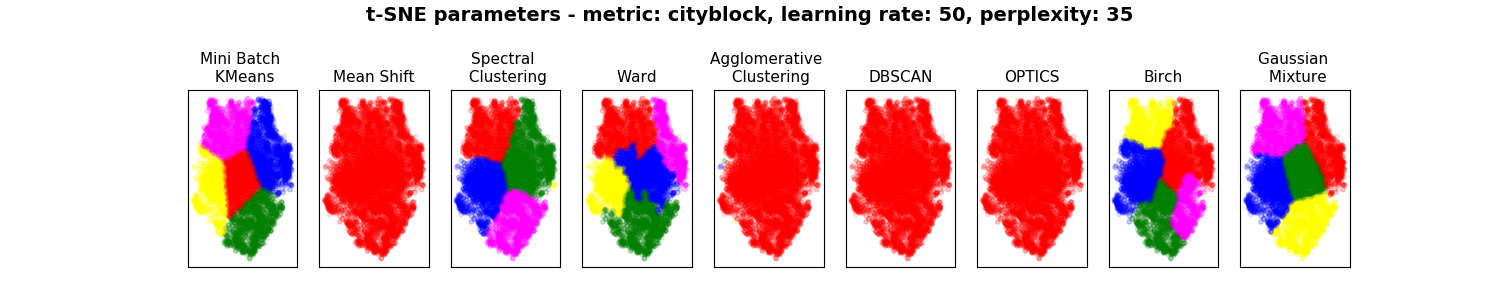 t-SNE parameters - metric: cityblock, learning rate: 50, perplexity: 35
Mini Batch
KMeans
Mean Shift
Spectral
Clustering
Ward
Agglomerative
Clustering
DBSCAN
OPTICS
Birch
Gaussian
Mixture